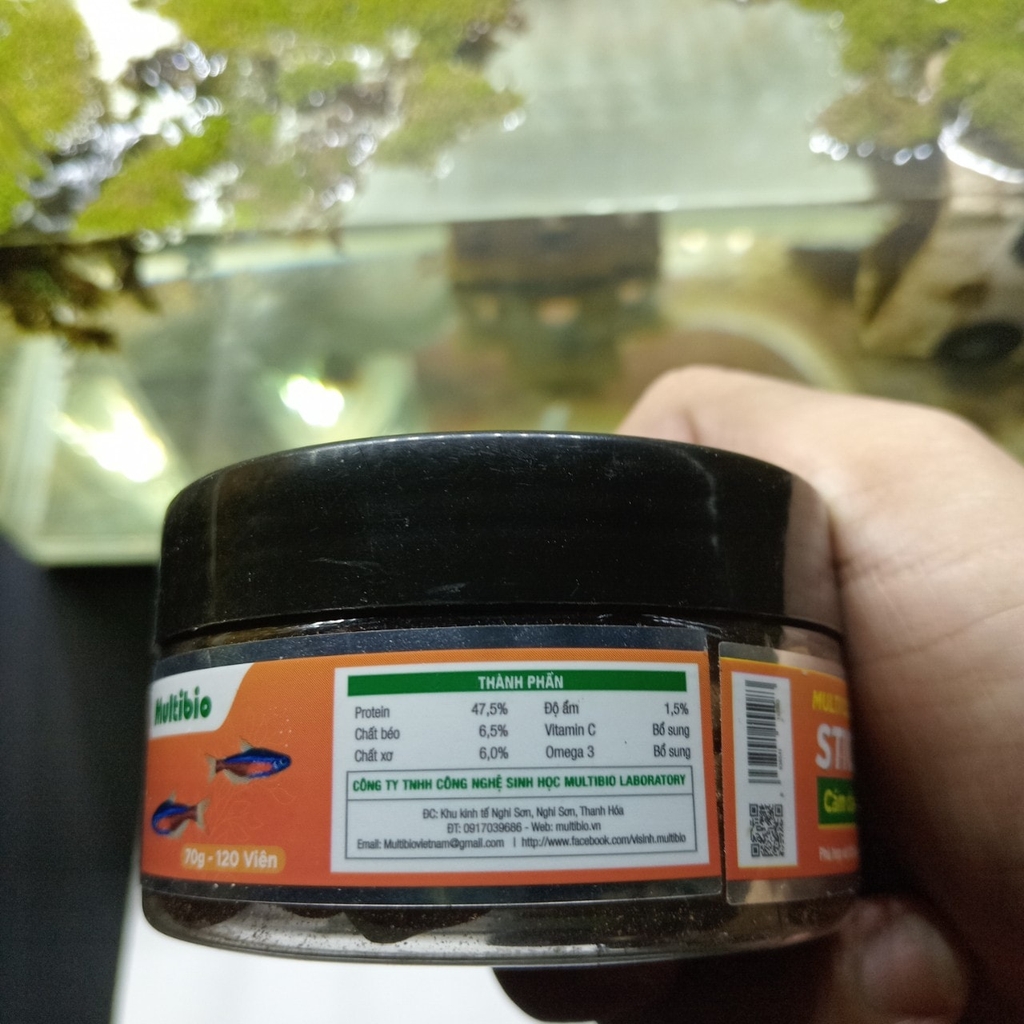 Multibio
70g - 120 Viên
THÀNH PHẦN
Protein 47,5% Độ ẩm 1,5%
Chất béo 6,5% Vitamin C Bổ sung
Chất xơ 6,0% Omega 3 Bổ sung
CÔNG TY TNHH CÔNG NGHỆ SINH HỌC MULTIBIO LABORATORY
ĐC: Khu kinh tế Nghi Sơn, Nghi Sơn, Thanh Hóa
ĐT: 0917039686 - Web: multibio.vn
Email: Multibiovietnam@gmail.com | http://www.facebook.com/visinh.multibio